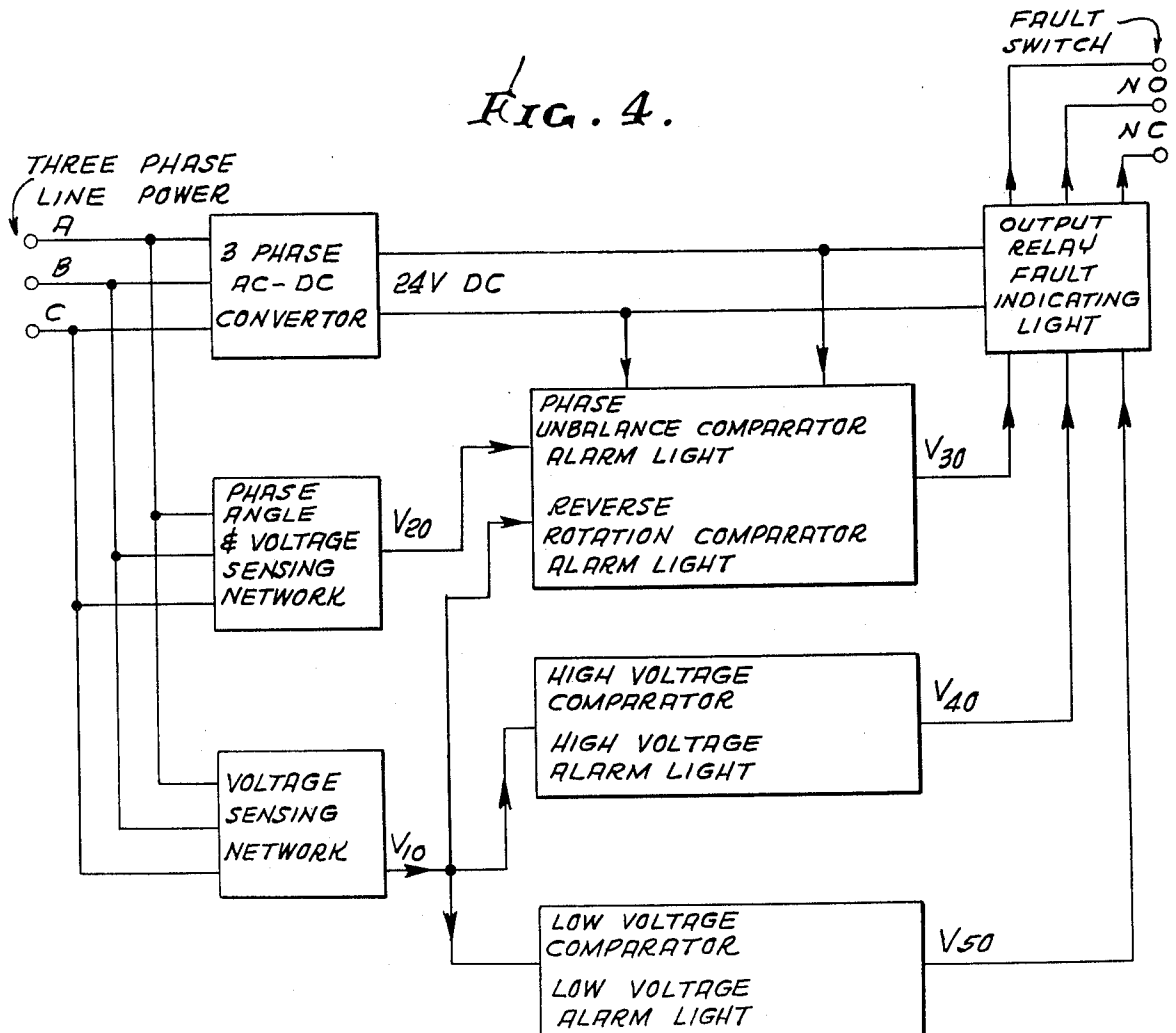 FAULT
SWITCH
NO
NC
FIG. 4.
THREE PHASE
LINE POWER
A
B
C
3 PHASE
AC-DC
CONVERTOR
24V DC
OUTPUT
RELAY
FAULT
INDICATING
LIGHT
PHASE
UNBALANCE COMPARATOR
ALARM LIGHT
REVERSE
ROTATION COMPARATOR
ALARM LIGHT
V30
PHASE
ANGLE
& VOLTAGE
SENSING
NETWORK
V20
HIGH VOLTAGE
COMPARATOR
HIGH VOLTAGE
ALARM LIGHT
V40
VOLTAGE
SENSING
NETWORK
V10
LOW VOLTAGE
COMPARATOR
LOW VOLTAGE
ALARM LIGHT
V50